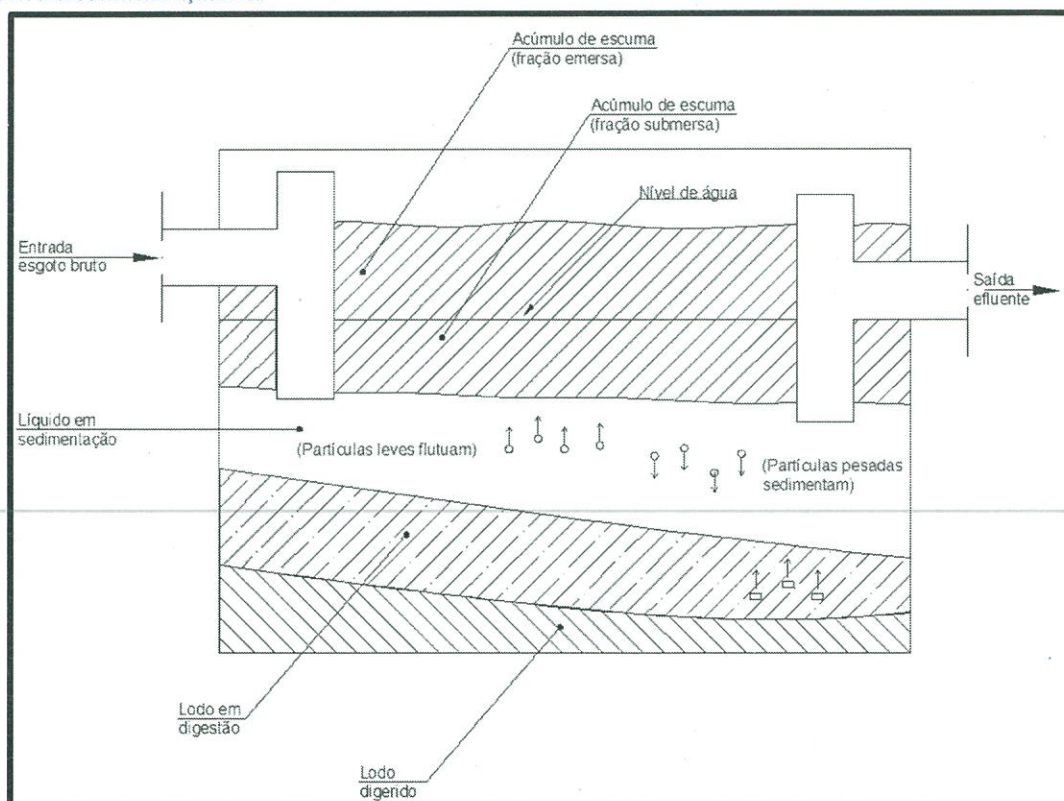 Acúmulo de escuma
(fração emersa)
Acúmulo de escuma
(fração submersa)
Nível de água
Entrada
esgoto bruto
Saída
efluente
Líquido em
sedimentação
(Partículas leves flutuam)
(Partículas pesadas
sedimentam)
Lodo em
digestão
Lodo
digerido